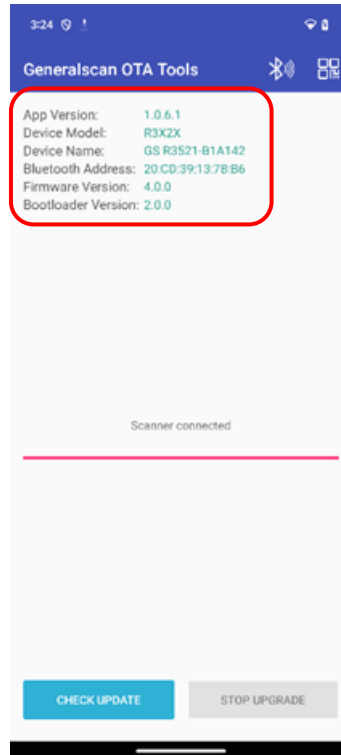 3:24
Generalscan OTA Tools
App Version: 1.0.6.1
Device Model: R3X2X
Device Name: GS R3521-B1A142
Bluetooth Address: 20:CD:39:13:7B:B6
Firmware Version: 4.0.0
Bootloader Version: 2.0.0
Scanner connected
CHECK UPDATE STOP UPGRADE